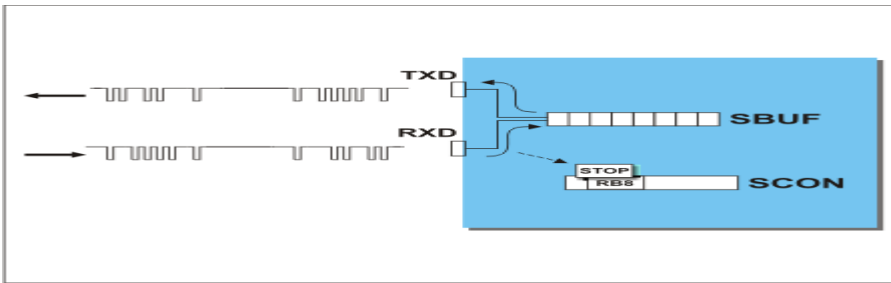 TXD
SBUF
RXD
STOP
RB8
SCON